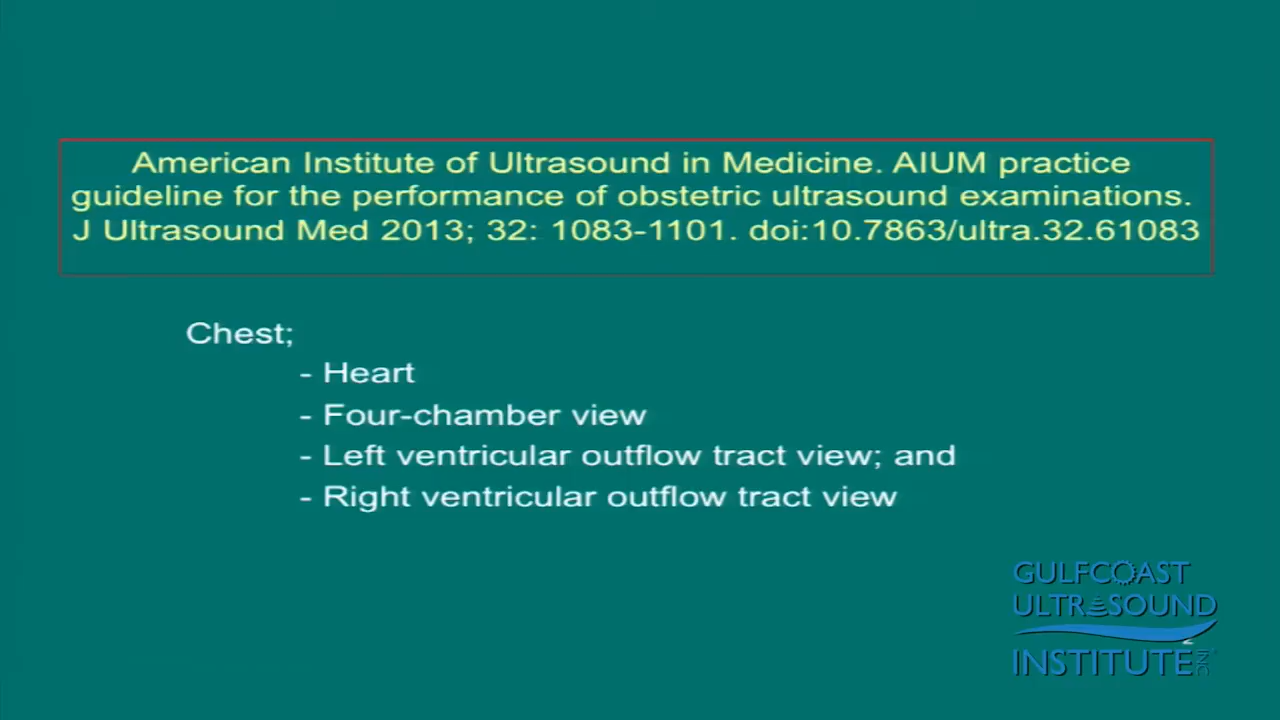 American Institute of Ultrasound in Medicine. AIUM practice
guideline for the performance of obstetric ultrasound examinations.
J Ultrasound Med 2013; 32: 1083-1101. doi:10.7863/ultra.32.61083
Chest;
- Heart
- Four-chamber view
- Left ventricular outflow tract view; and
- Right ventricular outflow tract view
GULFCOAST
ULTRASOUND
INSTITUTE INC
2